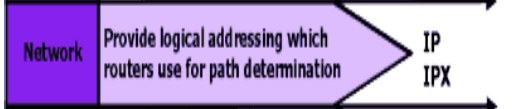 Network
Provide logical addressing which
routers use for path determination
IP
IPX